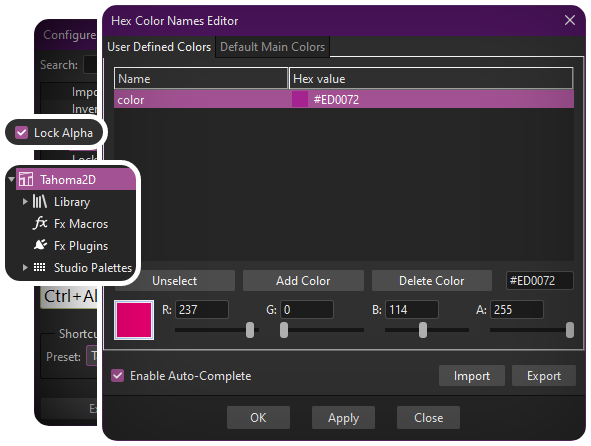 Configure
Hex Color Names Editor
User Defined Colors
Default Main Colors
Search:
Name
Hex value
color
#ED0072
Impo
Inver
Lock Alpha
Tahoma2D
Library
Fx Macros
Fx Plugins
Studio Palettes
Unselect
Add Color
Delete Color
#ED0072
Ctrl+Al
R: 237
G: 0
B: 114
A: 255
Shortcu
Preset:
Enable Auto-Complete
Import
Export
OK
Apply
Close